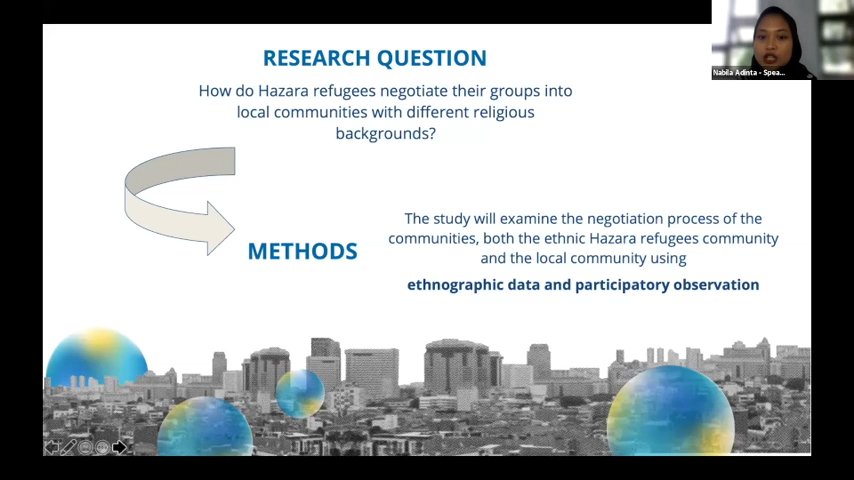 RESEARCH QUESTION
How do Hazara refugees negotiate their groups into
local communities with different religious
backgrounds?
METHODS
The study will examine the negotiation process of the
communities, both the ethnic Hazara refugees community
and the local community using
ethnographic data and participatory observation
Nabila Adinta - Spea...